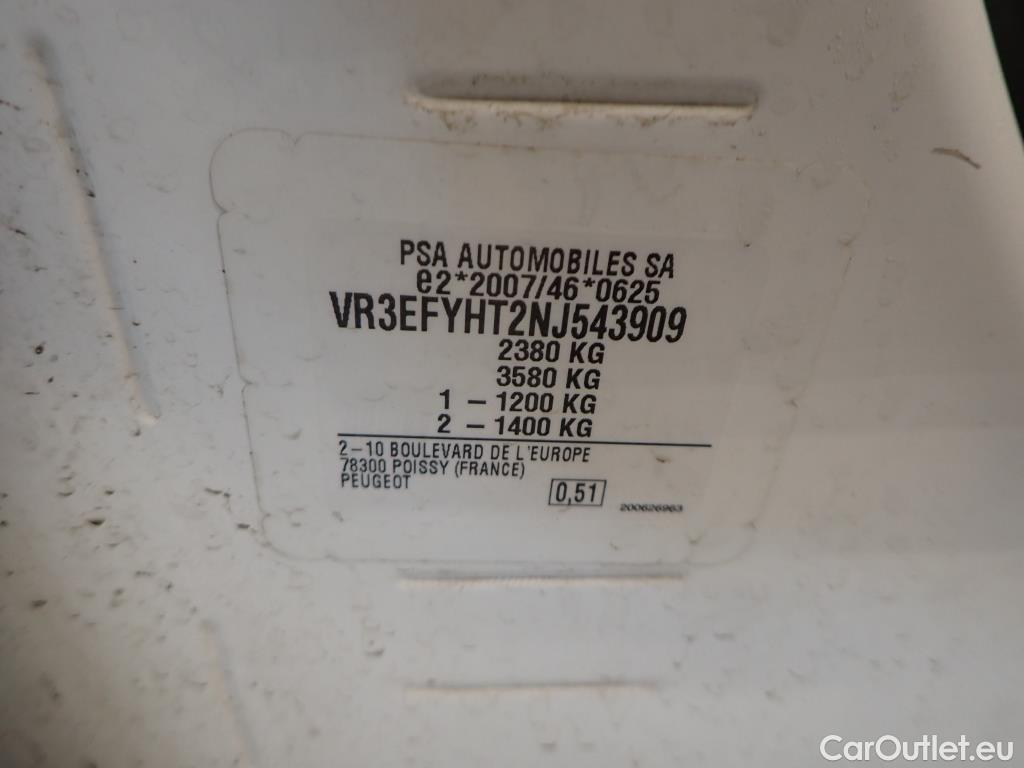 PSA AUTOMOBILES SA
e2*2007/46*0625
VR3EFYHT2NJ543909
2380 KG
3580 KG
1 – 1200 KG
2 – 1400 KG
2–10 BOULEVARD DE L'EUROPE
78300 POISSY (FRANCE)
PEUGEOT
0,51
200626963
CarOutlet.eu